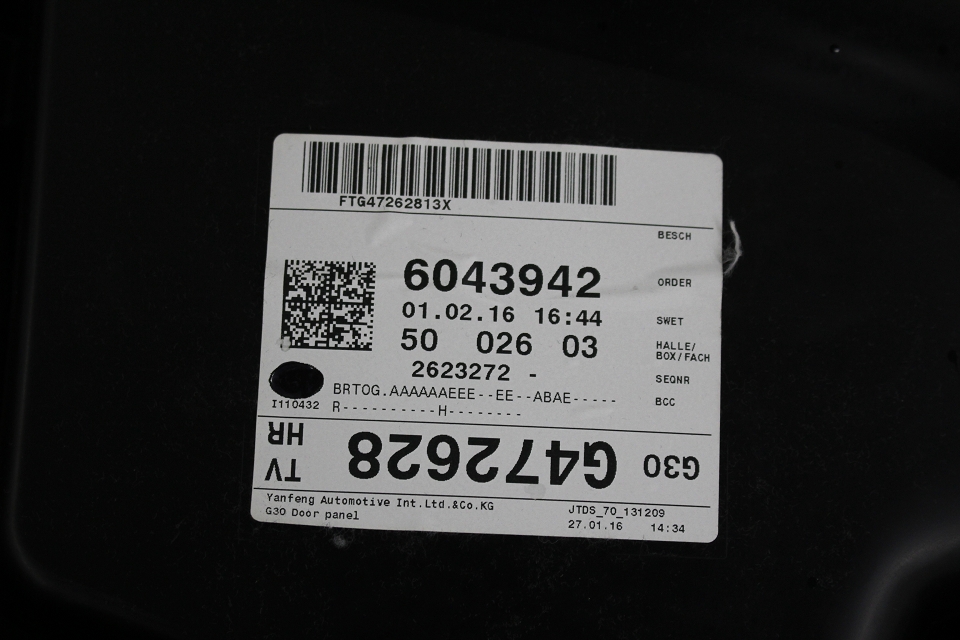 FTG47262813X
BESCH
6043942 ORDER
01.02.16 16:44 SWET
50 026 03 HALLE/
BOX/FACH
2623272 - SEQNR
BRTOG.AAAAAAEEE--EE--ABAE----- BCC
I110432 R----------H--------
G30 G472628 TV
HR
Yanfeng Automotive Int.Ltd.&Co.KG JTDS_70_131209
G30 Door panel 27.01.16 14:34